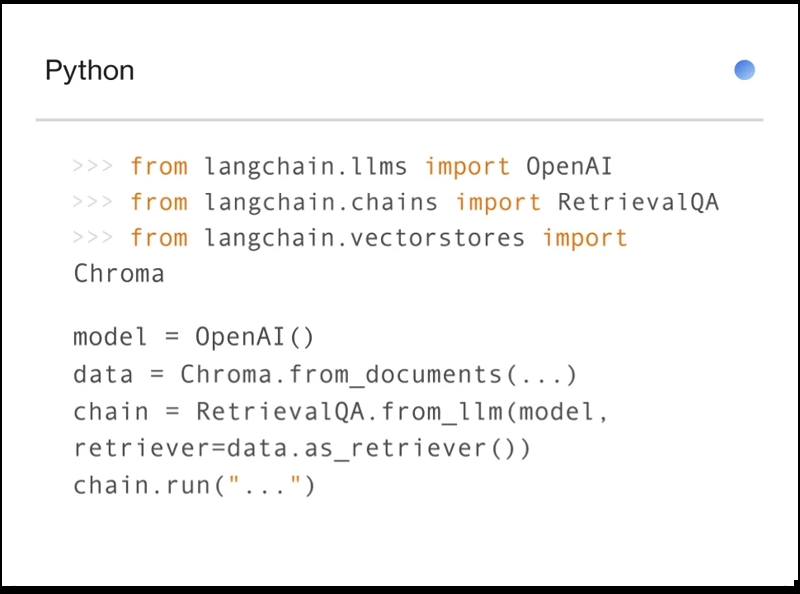 Python
>>> from langchain.llms import OpenAI
>>> from langchain.chains import RetrievalQA
>>> from langchain.vectorstores import
Chroma
model = OpenAI()
data = Chroma.from_documents(...)
chain = RetrievalQA.from_llm(model,
retriever=data.as_retriever())
chain.run("...")